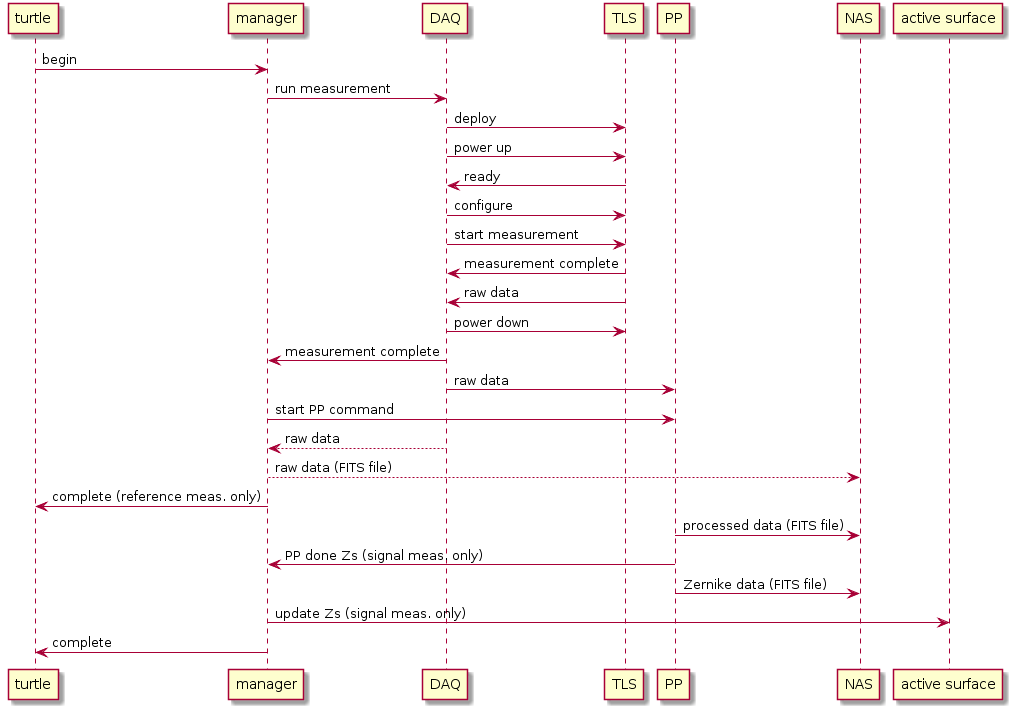 turtle manager DAQ TLS PP NAS active surface
begin
run measurement
deploy
power up
ready
configure
start measurement
measurement complete
raw data
power down
measurement complete
raw data
start PP command
raw data
raw data (FITS file)
complete (reference meas. only)
processed data (FITS file)
PP done Zs (signal meas. only)
Zernike data (FITS file)
update Zs (signal meas. only)
complete
turtle manager DAQ TLS PP NAS active surface